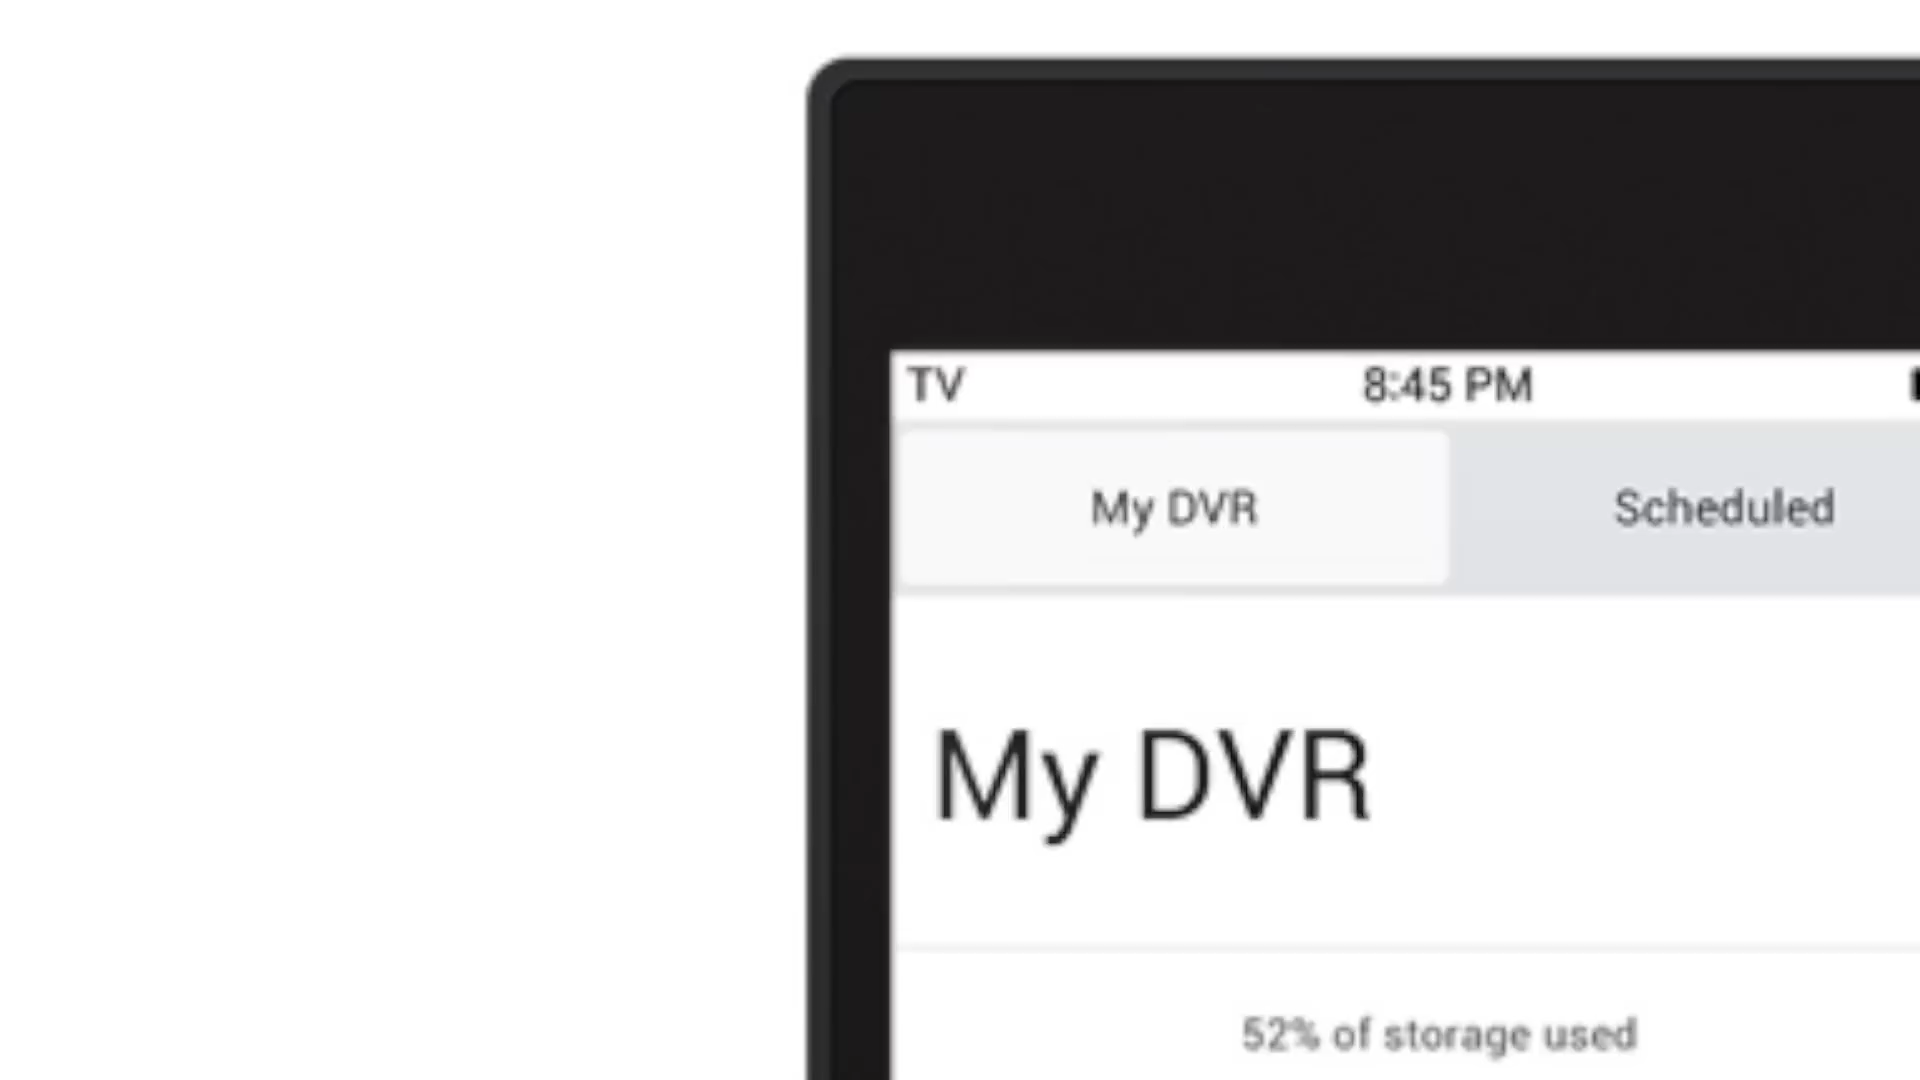 TV 8:45 PM
My DVR Scheduled
My DVR
52% of storage used